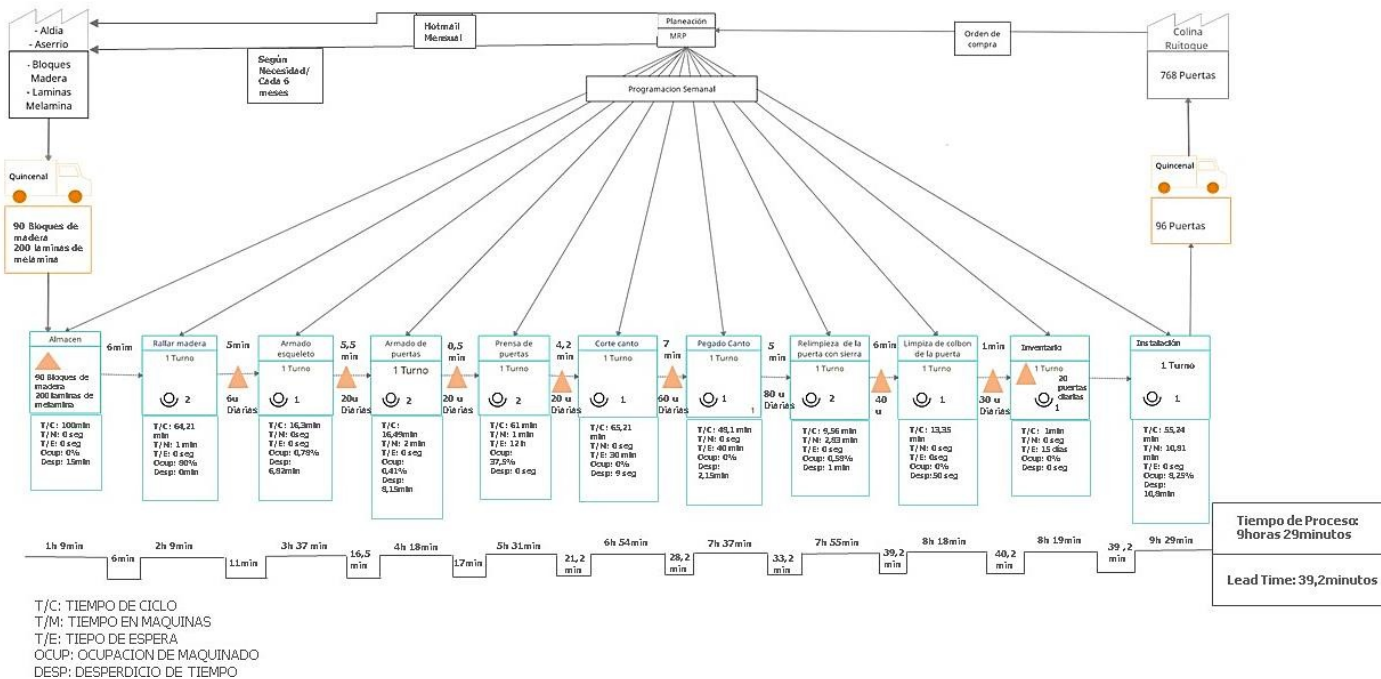 - Aldia
- Aserrio
- Bloques
Madera
- Laminas
Melamina
Hotmail
Mensual
Según
Necesidad/
Cada 6
meses
Planeación
MRP
Orden de
compra
Colina
Ruitoque
768 Puertas
Programacion Semanal
Quincenal
90 Bloques de
madera
200 laminas de
melamina
Quincenal
96 Puertas
Almacen
90 Bloques de
madera
200 laminas de
melamina
T/C: 100min
T/N: 0 seg
T/E: 0 seg
Ocup: 0%
Desp: 15min
6min
Rallar madera
1 Turno
2
T/C: 64,21
min
T/N: 1 min
T/E: 0 seg
Ocup: 80%
Desp: 0min
5min
6u
Diarias
Armado
esqueleto
1 Turno
1
T/C: 16,3min
T/N: 0seg
T/E: 0 seg
Ocup: 0,78%
Desp:
6,82min
5,5
min
20u
Diarias
Armado de
puertas
1 Turno
2
T/C:
16,49min
T/N: 2 min
T/E: 0 seg
Ocup:
0,41%
Desp:
8,15min
0,5
min
20 u
Diarias
Prensa de
puertas
1 Turno
2
T/C: 61 min
T/N: 1 min
T/E: 12 h
Ocup:
37,5%
Desp: 0 seg
4,2
min
20 u
Diarias
Corte canto
1 Turno
1
T/C: 65,21
min
T/N: 0 seg
T/E: 30 min
Ocup: 0%
Desp: 9 seg
7
min
60 u
Diarias
Pegado Canto
1 Turno
1
1
T/C: 48,1 min
T/N: 0 seg
T/E: 40 min
Ocup: 0%
Desp:
2,15min
5
min
80 u
Diarias
Relimpieza de la
puerta con sierra
1 Turno
2
T/C: 9,56 min
T/N: 2,83 min
T/E: 0 seg
Ocup: 0,59%
Desp: 1 min
6min
40
u
Limpiza de colbon
de la puerta
1 Turno
1
T/C: 13,35
min
T/N: 0 seg
T/E: 0seg
Ocup: 0%
Desp: 50 seg
1min
30 u
Diarias
Inventario
20
puertas
diarias
1
T/C: 1min
T/N: 0 seg
T/E: 15 dias
Ocup: 0%
Desp: 0 seg
Instalación
1 Turno
1
T/C: 55,24
min
T/N: 10,81
min
T/E: 0 seg
Ocup: 8,25%
Desp:
10,8min
1h 9min
6min
2h 9min
11min
3h 37 min
16,5
min
4h 18min
17min
5h 31min
21,2
min
6h 54min
28,2
min
7h 37min
33,2
min
7h 55min
39,2
min
8h 18min
40,2
min
8h 19min
39 ,2
min
9h 29min
Tiempo de Proceso:
9horas 29minutos
Lead Time: 39,2minutos
T/C: TIEMPO DE CICLO
T/M: TIEMPO EN MAQUINAS
T/E: TIEPO DE ESPERA
OCUP: OCUPACION DE MAQUINADO
DESP: DESPERDICIO DE TIEMPO